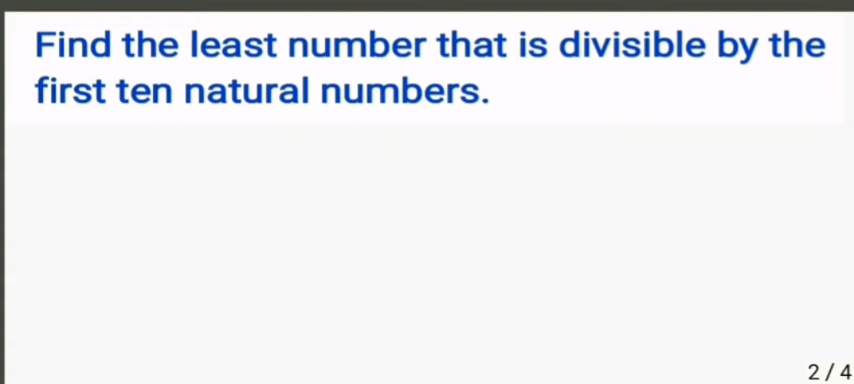 Find the least number that is divisible by the
first ten natural numbers.
2 / 4